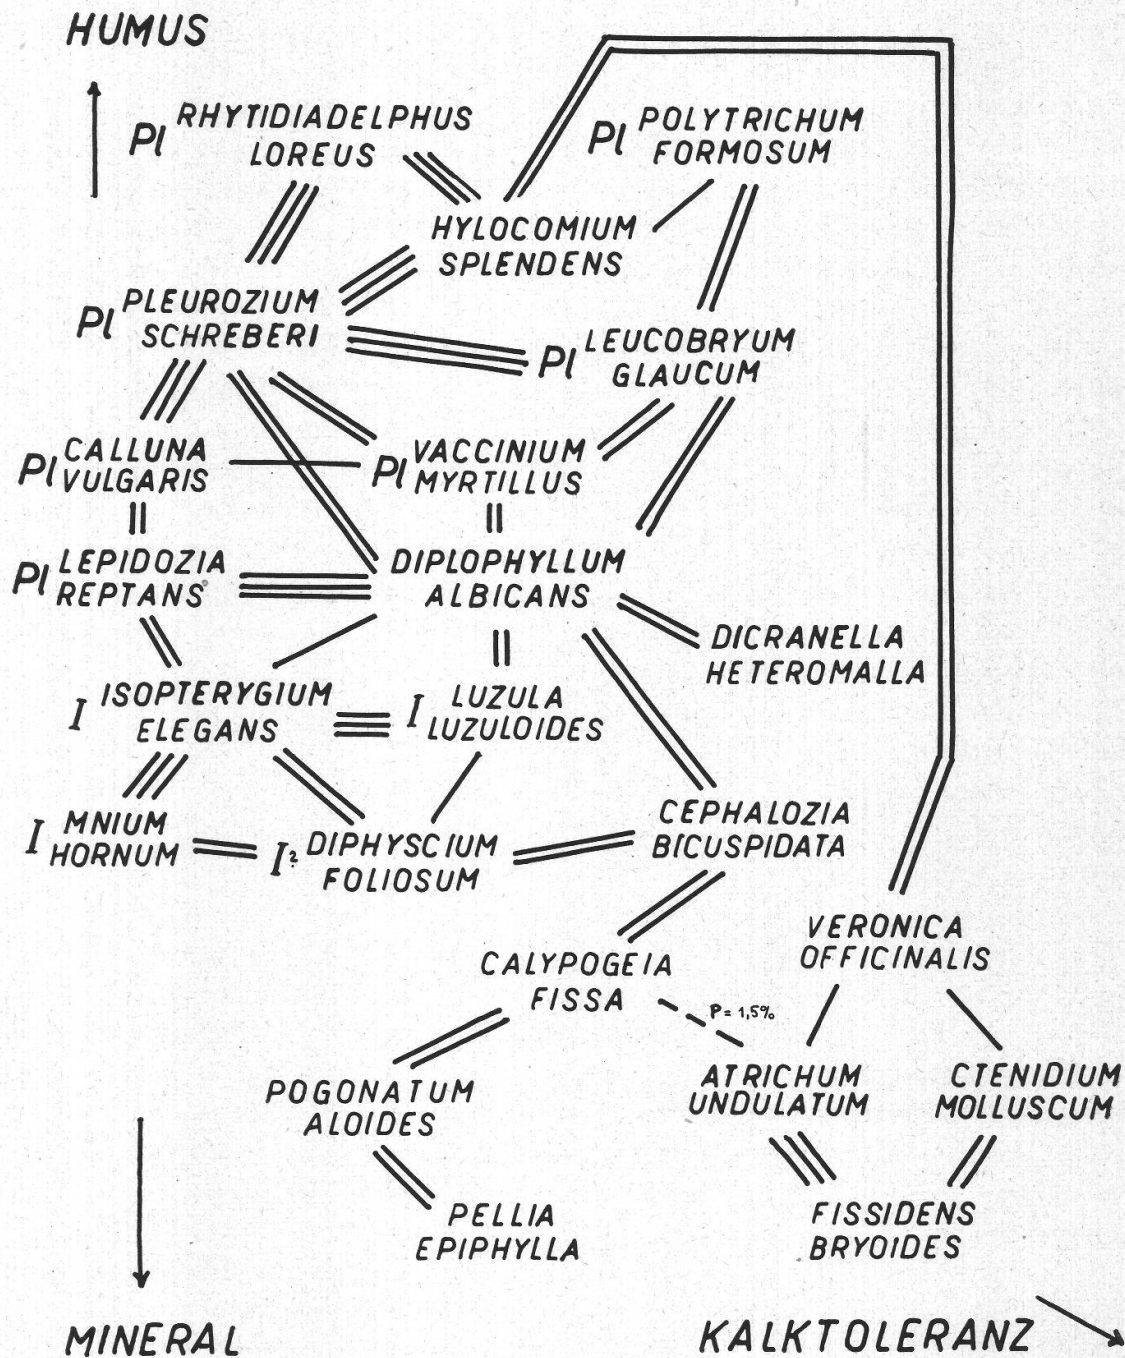 HUMUS
Pl RHYTIDIADELPHUS
LOREUS
Pl POLYTRICHUM
FORMOSUM
HYLOCOMIUM
SPLENDENS
Pl PLEUROZIUM
SCHREBERI
Pl LEUCOBRYUM
GLAUCUM
Pl CALLUNA
VULGARIS
Pl VACCINIUM
MYRTILLUS
Pl LEPIDOZIA
REPTANS
DIPLOPHYLLUM
ALBICANS
DICRANELLA
HETEROMALLA
I ISOPTERYGIUM
ELEGANS
I LUZULA
LUZULOIDES
I MNIUM
HORNUM
I? DIPHYSCIUM
FOLIOSUM
CEPHALOZIA
BICUSPIDATA
VERONICA
OFFICINALIS
CALYPOGEIA
FISSA
P = 1,5%
POGONATUM
ALOIDES
ATRICHUM
UNDULATUM
CTENIDIUM
MOLLUSCUM
PELLIA
EPIPHYLLA
FISSIDENS
BRYOIDES
MINERAL
KALKTOLERANZ